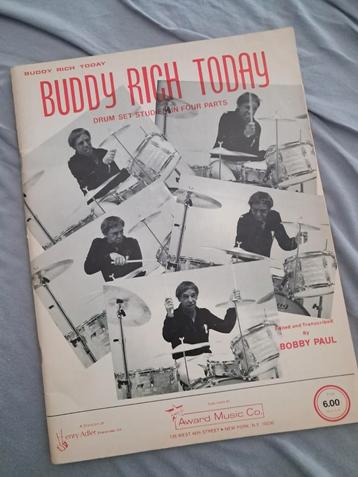 BUDDY RICH TODAY
BUDDY RICH TODAY
DRUM SET STUDIES IN FOUR PARTS
and Transcribed
By
BOBBY PAUL
6.00
Henry Adler
Award Music Co.
136 WEST 46th STREET • NEW YORK, N.Y. 10036